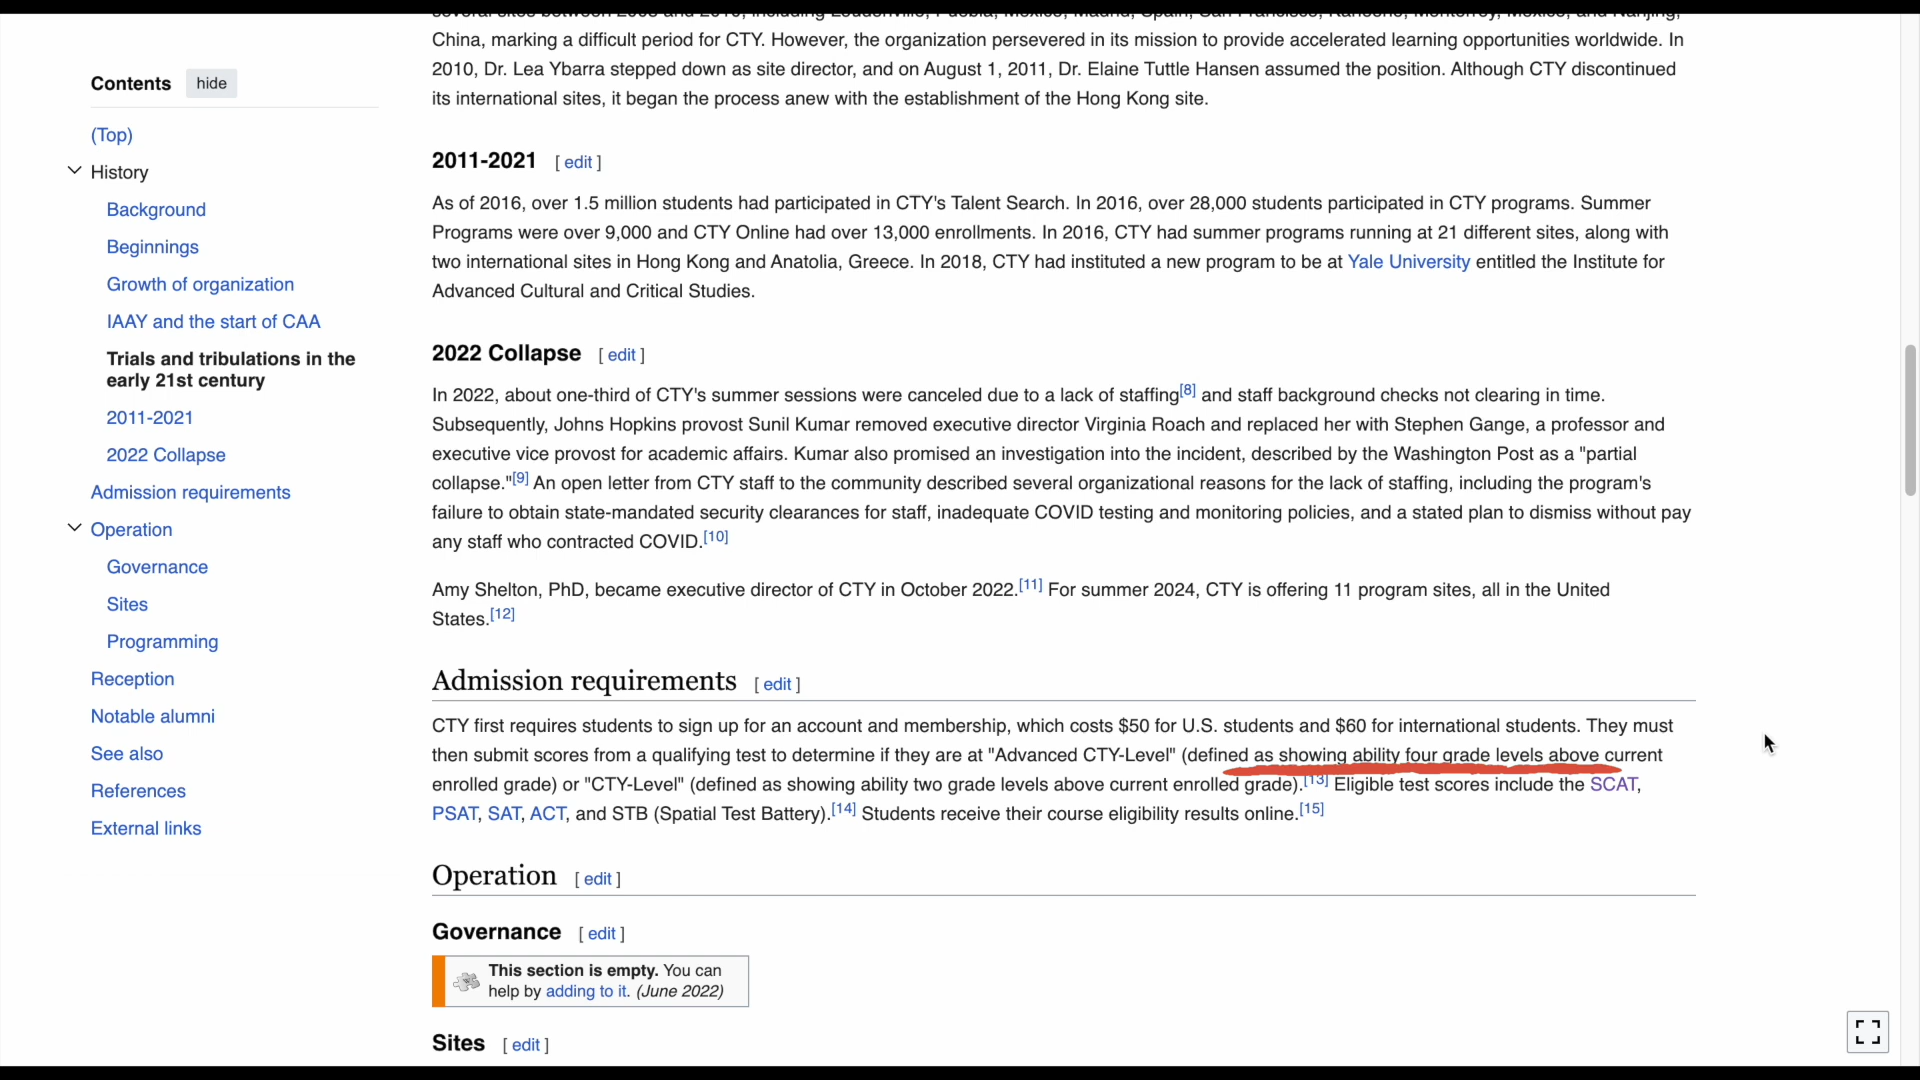 Contents hide
(Top)
History
Background
Beginnings
Growth of organization
IAAY and the start of CAA
Trials and tribulations in the
early 21st century
2011-2021
2022 Collapse
Admission requirements
Operation
Governance
Sites
Programming
Reception
Notable alumni
See also
References
External links
China, marking a difficult period for CTY. However, the organization persevered in its mission to provide accelerated learning opportunities worldwide. In
2010, Dr. Lea Ybarra stepped down as site director, and on August 1, 2011, Dr. Elaine Tuttle Hansen assumed the position. Although CTY discontinued
its international sites, it began the process anew with the establishment of the Hong Kong site.
2011-2021 [ edit ]
As of 2016, over 1.5 million students had participated in CTY's Talent Search. In 2016, over 28,000 students participated in CTY programs. Summer
Programs were over 9,000 and CTY Online had over 13,000 enrollments. In 2016, CTY had summer programs running at 21 different sites, along with
two international sites in Hong Kong and Anatolia, Greece. In 2018, CTY had instituted a new program to be at Yale University entitled the Institute for
Advanced Cultural and Critical Studies.
2022 Collapse [ edit ]
In 2022, about one-third of CTY's summer sessions were canceled due to a lack of staffing[8] and staff background checks not clearing in time.
Subsequently, Johns Hopkins provost Sunil Kumar removed executive director Virginia Roach and replaced her with Stephen Gange, a professor and
executive vice provost for academic affairs. Kumar also promised an investigation into the incident, described by the Washington Post as a "partial
collapse."[9] An open letter from CTY staff to the community described several organizational reasons for the lack of staffing, including the program's
failure to obtain state-mandated security clearances for staff, inadequate COVID testing and monitoring policies, and a stated plan to dismiss without pay
any staff who contracted COVID.[10]
Amy Shelton, PhD, became executive director of CTY in October 2022.[11] For summer 2024, CTY is offering 11 program sites, all in the United
States.[12]
Admission requirements [ edit ]
CTY first requires students to sign up for an account and membership, which costs $50 for U.S. students and $60 for international students. They must
then submit scores from a qualifying test to determine if they are at "Advanced CTY-Level" (defined as showing ability four grade levels above current
enrolled grade) or "CTY-Level" (defined as showing ability two grade levels above current enrolled grade).[13] Eligible test scores include the SCAT,
PSAT, SAT, ACT, and STB (Spatial Test Battery).[14] Students receive their course eligibility results online.[15]
Operation [ edit ]
Governance [ edit ]
This section is empty. You can
help by adding to it. (June 2022)
Sites [ edit ]